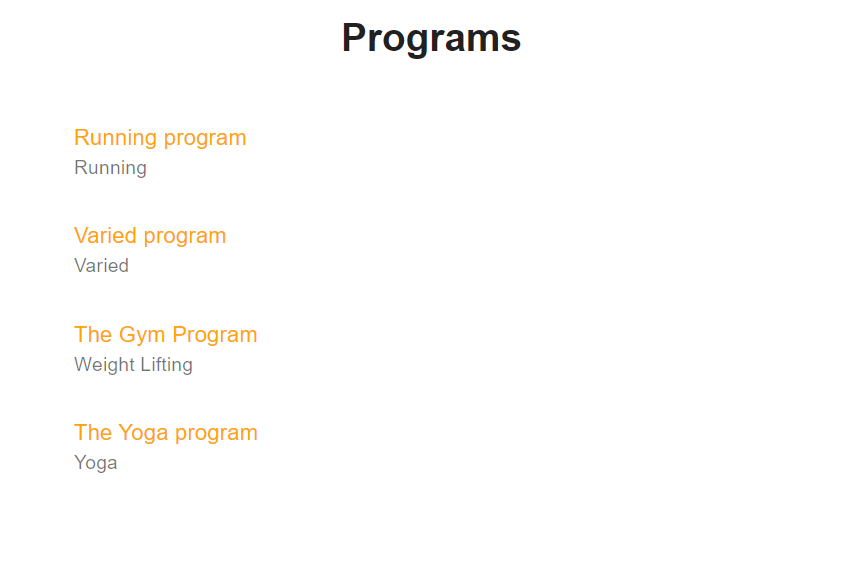 Programs
Running program
Running
Varied program
Varied
The Gym Program
Weight Lifting
The Yoga program
Yoga